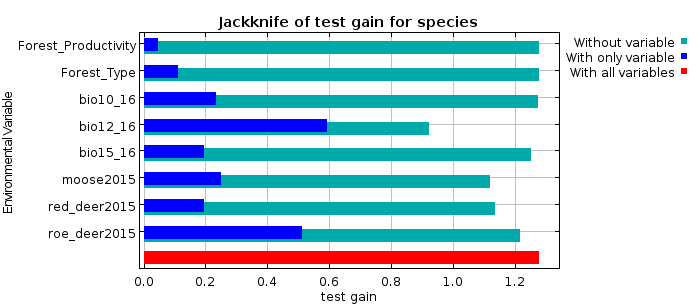 Jackknife of test gain for species
Without variable
With only variable
With all variables
Environmental Variable
Forest_Productivity
Forest_Type
bio10_16
bio12_16
bio15_16
moose2015
red_deer2015
roe_deer2015
0.0 0.2 0.4 0.6 0.8 1.0 1.2
test gain